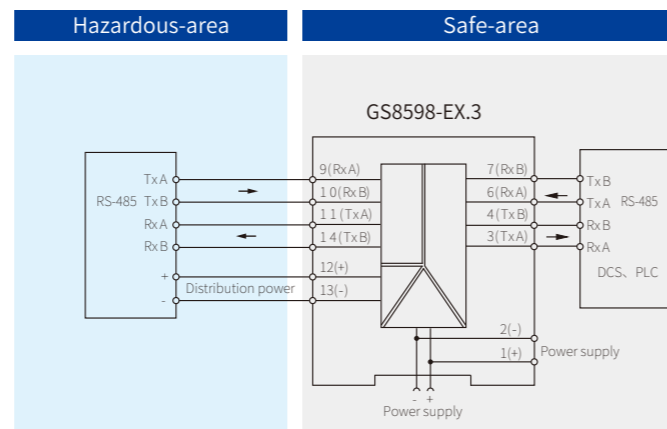 Hazardous-area
Safe-area
GS8598-EX.3
RS-485
TxA
TxB
RxA
RxB
+
-
Distribution power
9(RxA)
10(RxB)
11(TxA)
14(TxB)
12(+)
13(-)
7(RxB)
6(RxA)
4(TxB)
3(TxA)
2(-)
1(+)
TxB
TxA
RxB
RxA
RS-485
DCS、PLC
Power supply
- +
Power supply